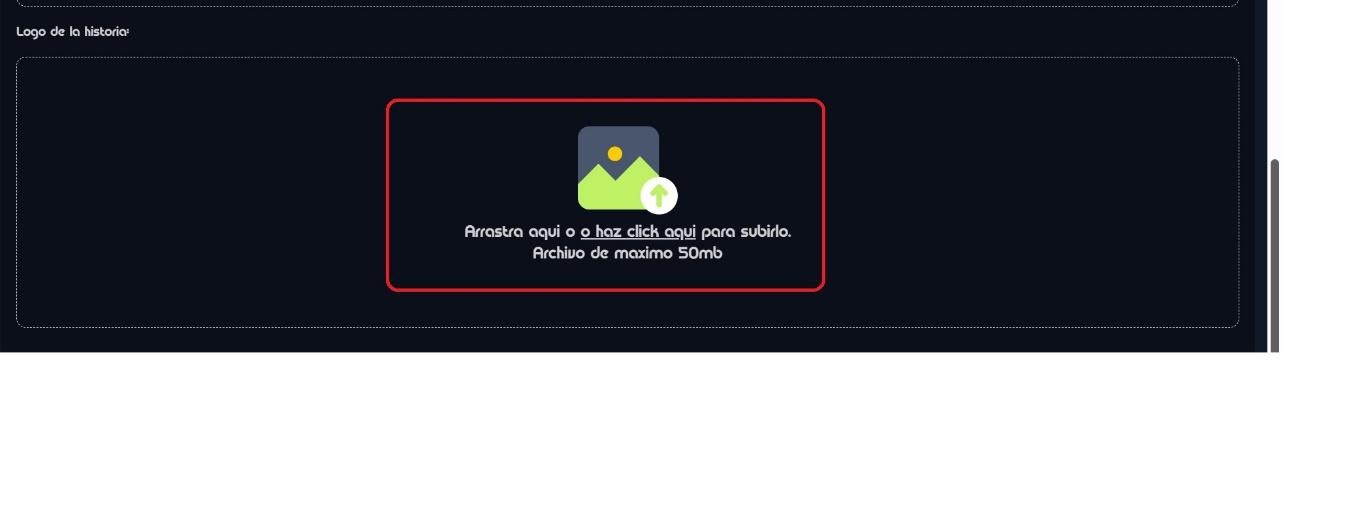 Logo de la historia:
Arrastra aqui o o haz click aqui para subirlo.
Archivo de maximo 50mb